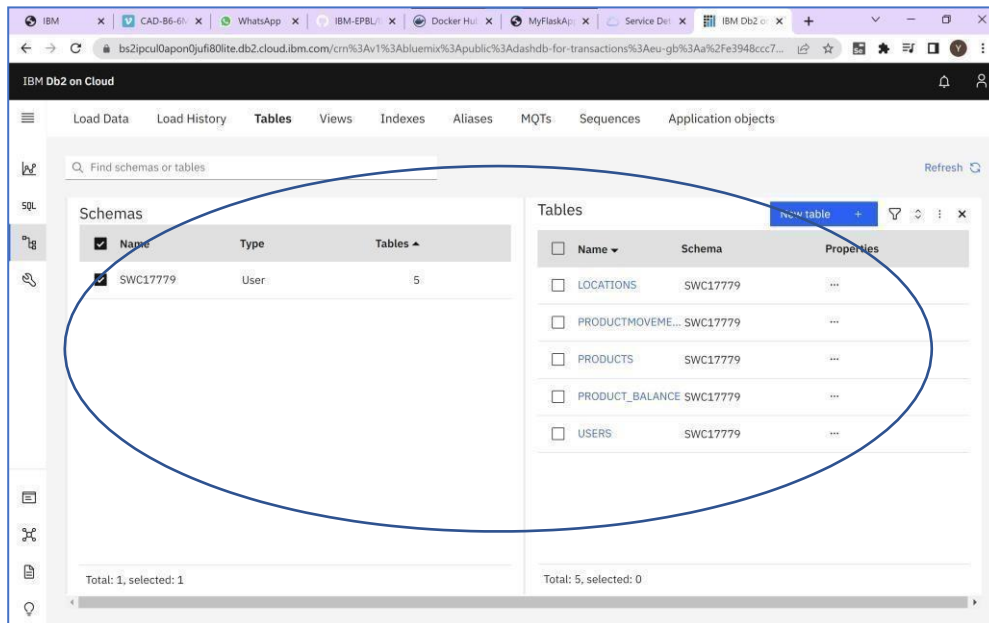 IBM CAD-B6-6M WhatsApp IBM-EPBL/ Docker Hu MyFlaskAp Service Det IBM Db2 o
bs2ipcul0apon0jufi80lite.db2.cloud.ibm.com/crn%3Av1%3Abluemix%3Apublic%3Adashdb-for-transactions%3Aeu-gb%3Aa%2Fe3948ccc7...
Y
IBM Db2 on Cloud
Load Data Load History Tables Views Indexes Aliases MQTs Sequences Application objects
Find schemas or tables
Refresh
SQL
Schemas
Name Type Tables
SWC17779 User 5
Total: 1, selected: 1
Tables
New table +
Name Schema Properties
LOCATIONS SWC17779 ...
PRODUCTMOVEME... SWC17779 ...
PRODUCTS SWC17779 ...
PRODUCT_BALANCE SWC17779 ...
USERS SWC17779 ...
Total: 5, selected: 0